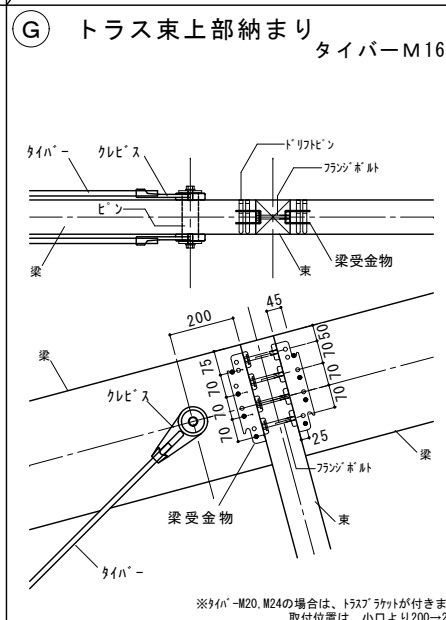 G トラス束上部納まり
タイバーM16
タイバー
クレビス
ドリフトピン
フランジボルト
ピン
梁
梁受金物
束
200
45
梁
50
70
70
70
75
70
70
70
クレビス
25
フランジボルト
梁
梁受金物
束
タイバー
※タイバーM20,M24の場合は、トラスブラケットが付きま
取付位置は、小口より200→2